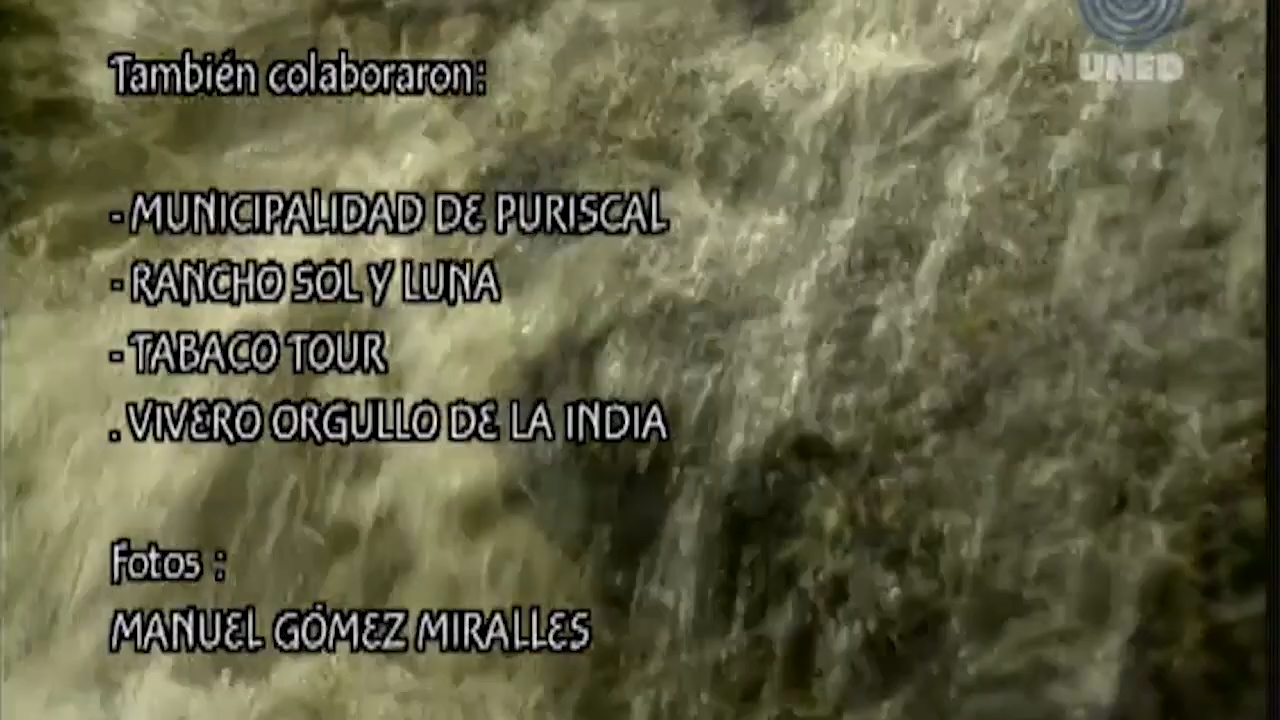 UNED
También colaboraron:
- MUNICIPALIDAD DE PURISCAL
- RANCHO SOL Y LUNA
- TABACO TOUR
. VIVERO ORGULLO DE LA INDIA
Fotos :
MANUEL GÓMEZ MIRALLES